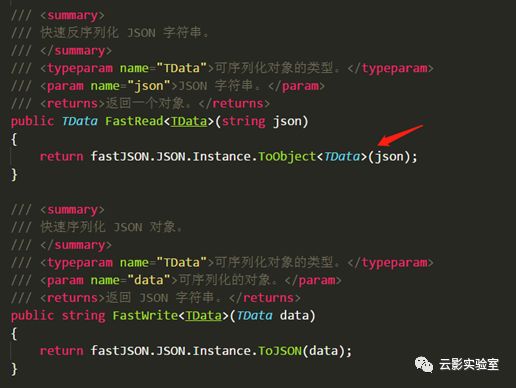 /// <summary>
/// 快速反序列化 JSON 字符串。
/// </summary>
/// <typeparam name="TData">可序列化对象的类型。</typeparam>
/// <param name="json">JSON 字符串。</param>
/// <returns>返回一个对象。</returns>
public TData FastRead<TData>(string json)
{
    return fastJSON.JSON.Instance.ToObject<TData>(json);
}

/// <summary>
/// 快速序列化 JSON 对象。
/// </summary>
/// <typeparam name="TData">可序列化对象的类型。</typeparam>
/// <param name="data">可序列化的对象。</param>
/// <returns>返回 JSON 字符串。</returns>
public string FastWrite<TData>(TData data)
{
    return fastJSON.JSON.Instance.ToJSON(data);
}
云影实验室